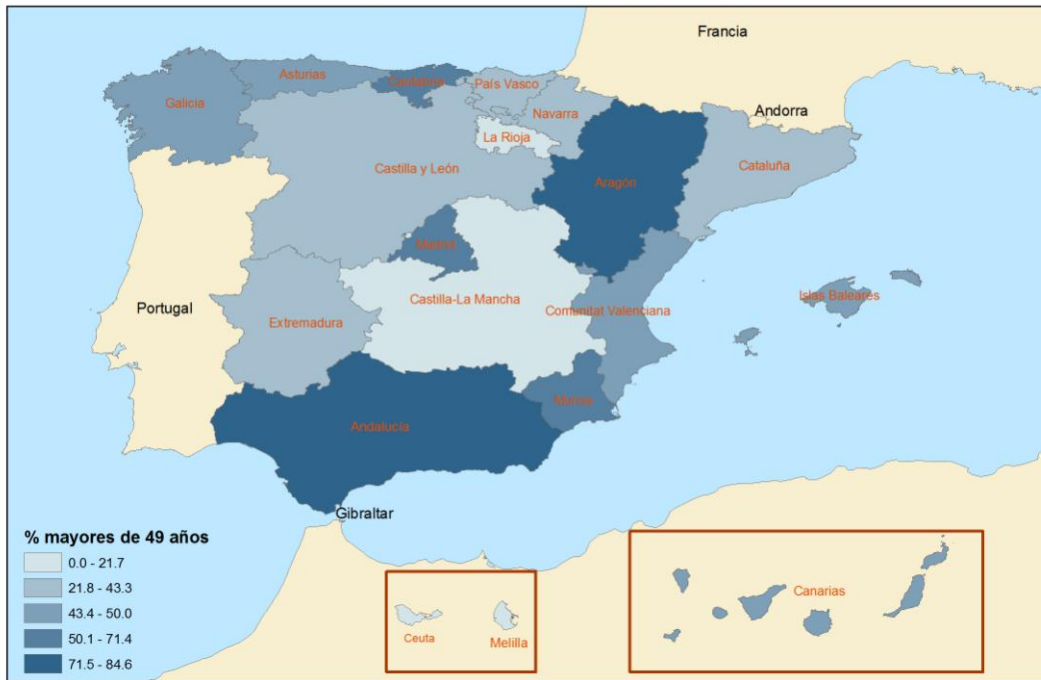 Francia
Asturias
Cantabria
País Vasco
Galicia
Navarra
Andorra
La Rioja
Castilla y León
Cataluña
Aragón
Madrid
Islas Baleares
Castilla-La Mancha
Portugal
Comunitat Valenciana
Extremadura
Murcia
Andalucía
Gibraltar
% mayores de 49 años
0.0 - 21.7
21.8 - 43.3
43.4 - 50.0
50.1 - 71.4
71.5 - 84.6
Ceuta
Melilla
Canarias